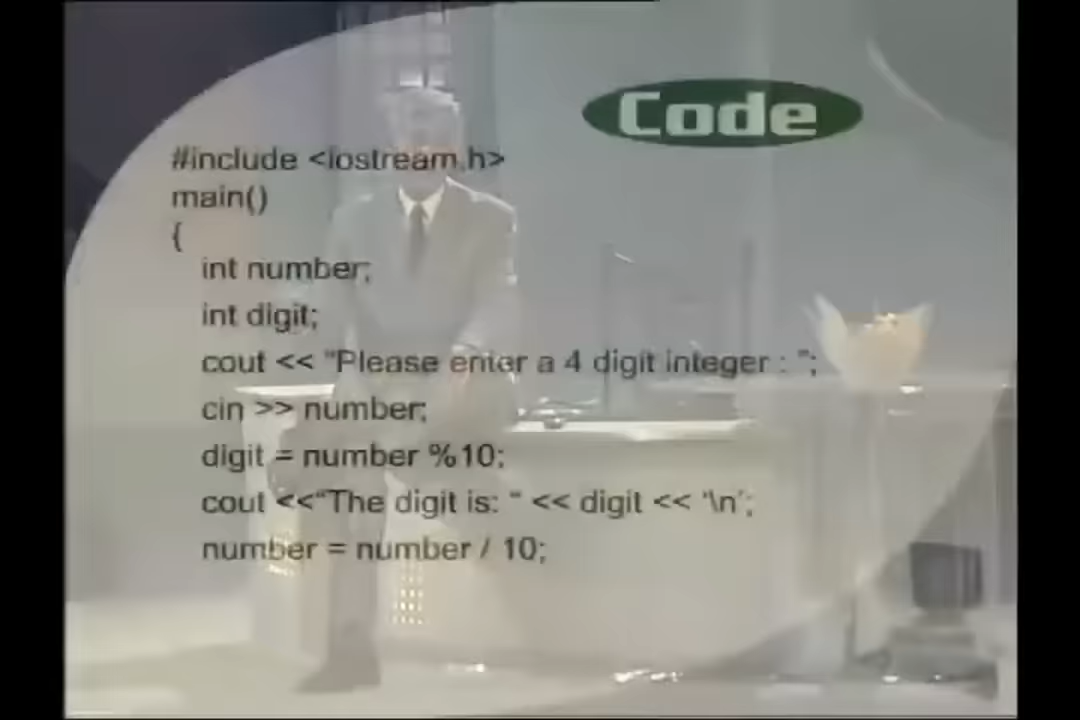 Code
#include <iostream.h>
main()
{
int number;
int digit;
cout << "Please enter a 4 digit integer : ";
cin >> number;
digit = number %10;
cout <<"The digit is: " << digit << '\n';
number = number / 10;